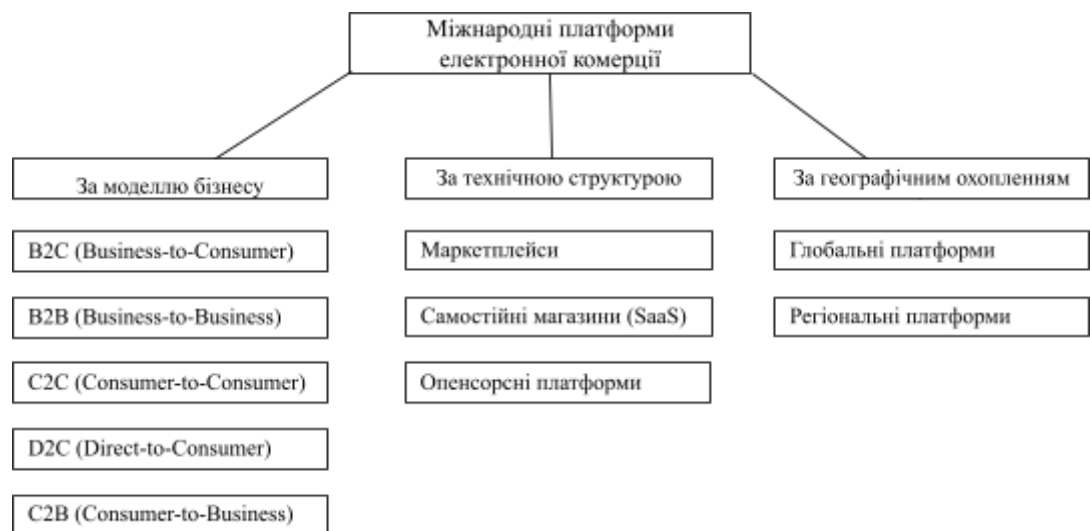 Міжнародні платформи
електронної комерції
За моделлю бізнесу
B2C (Business-to-Consumer)
B2B (Business-to-Business)
C2C (Consumer-to-Consumer)
D2C (Direct-to-Consumer)
C2B (Consumer-to-Business)
За технічною структурою
Маркетплейси
Самостійні магазини (SaaS)
Опенсорсні платформи
За географічним охопленням
Глобальні платформи
Регіональні платформи